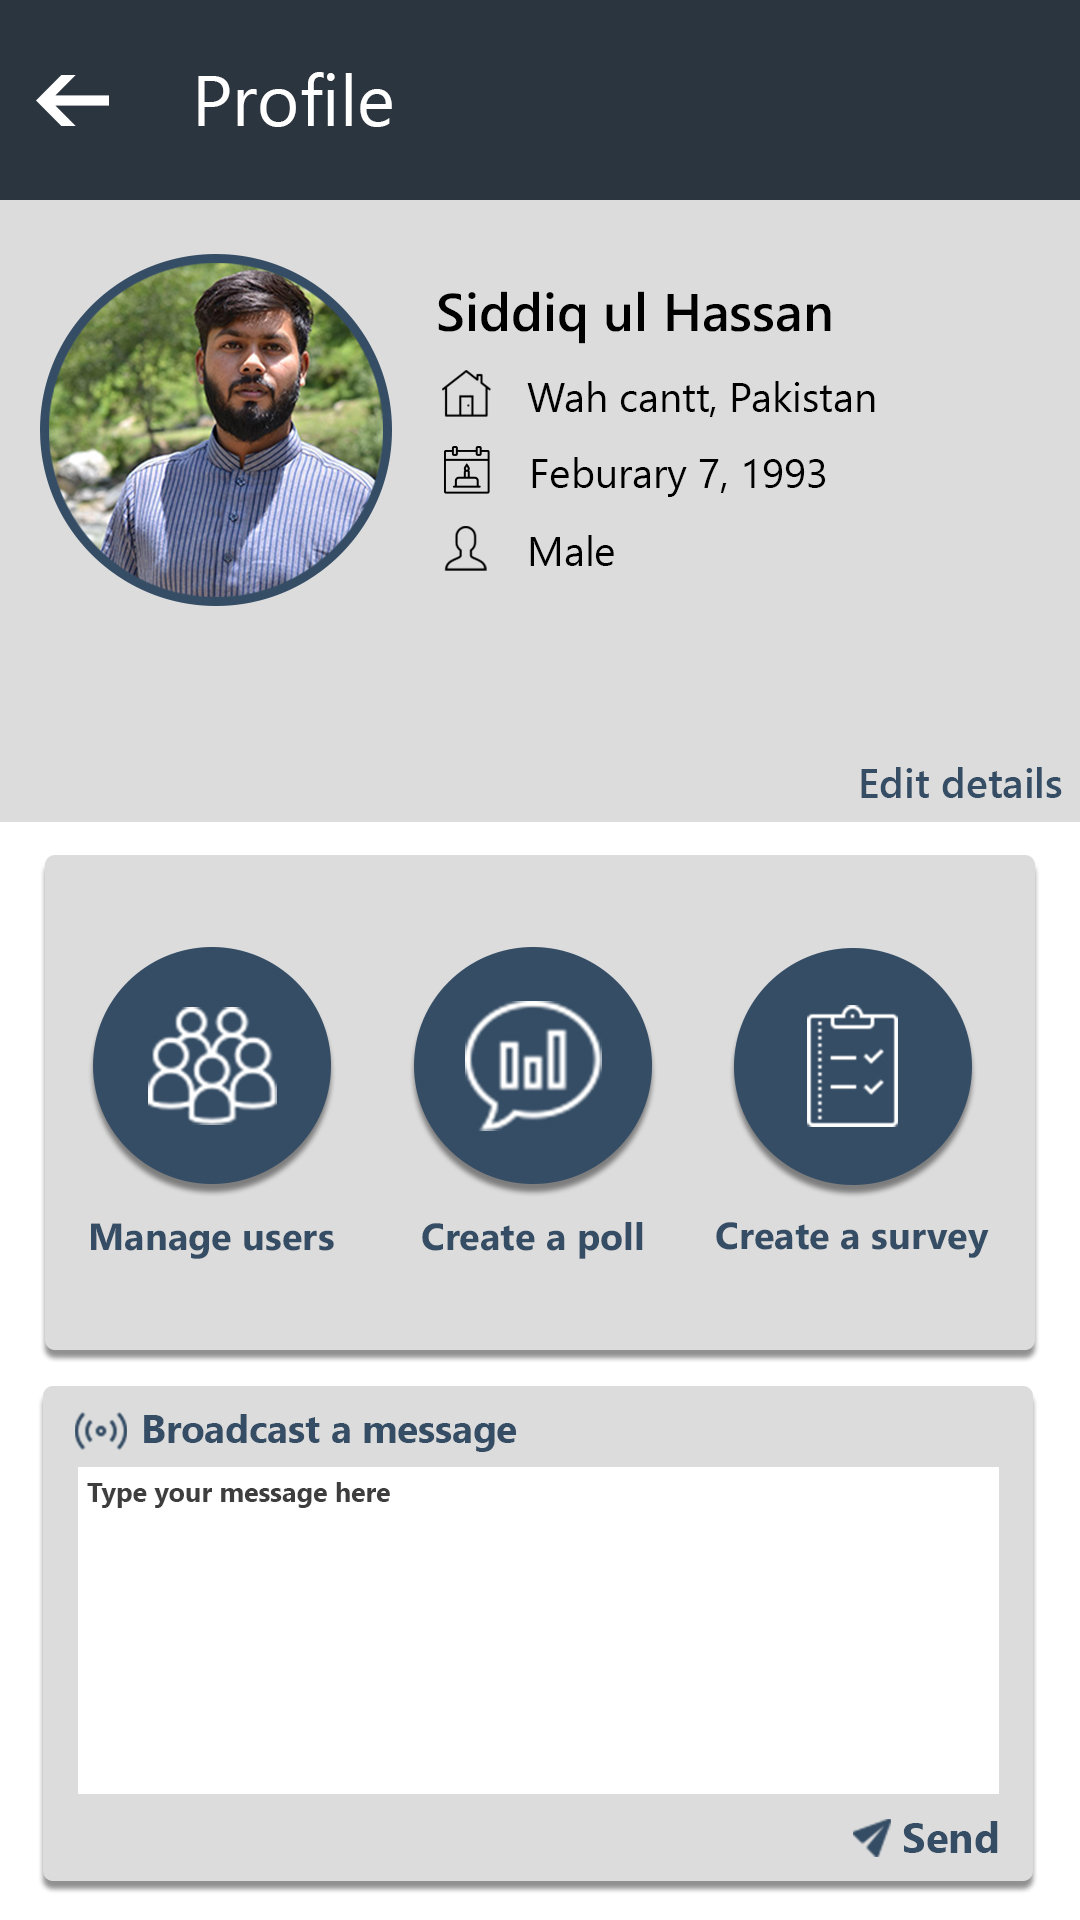 Profile
Siddiq ul Hassan
Wah cantt, Pakistan
Feburary 7, 1993
Male
Edit details
Manage users
Create a poll
Create a survey
Broadcast a message
Type your message here
Send